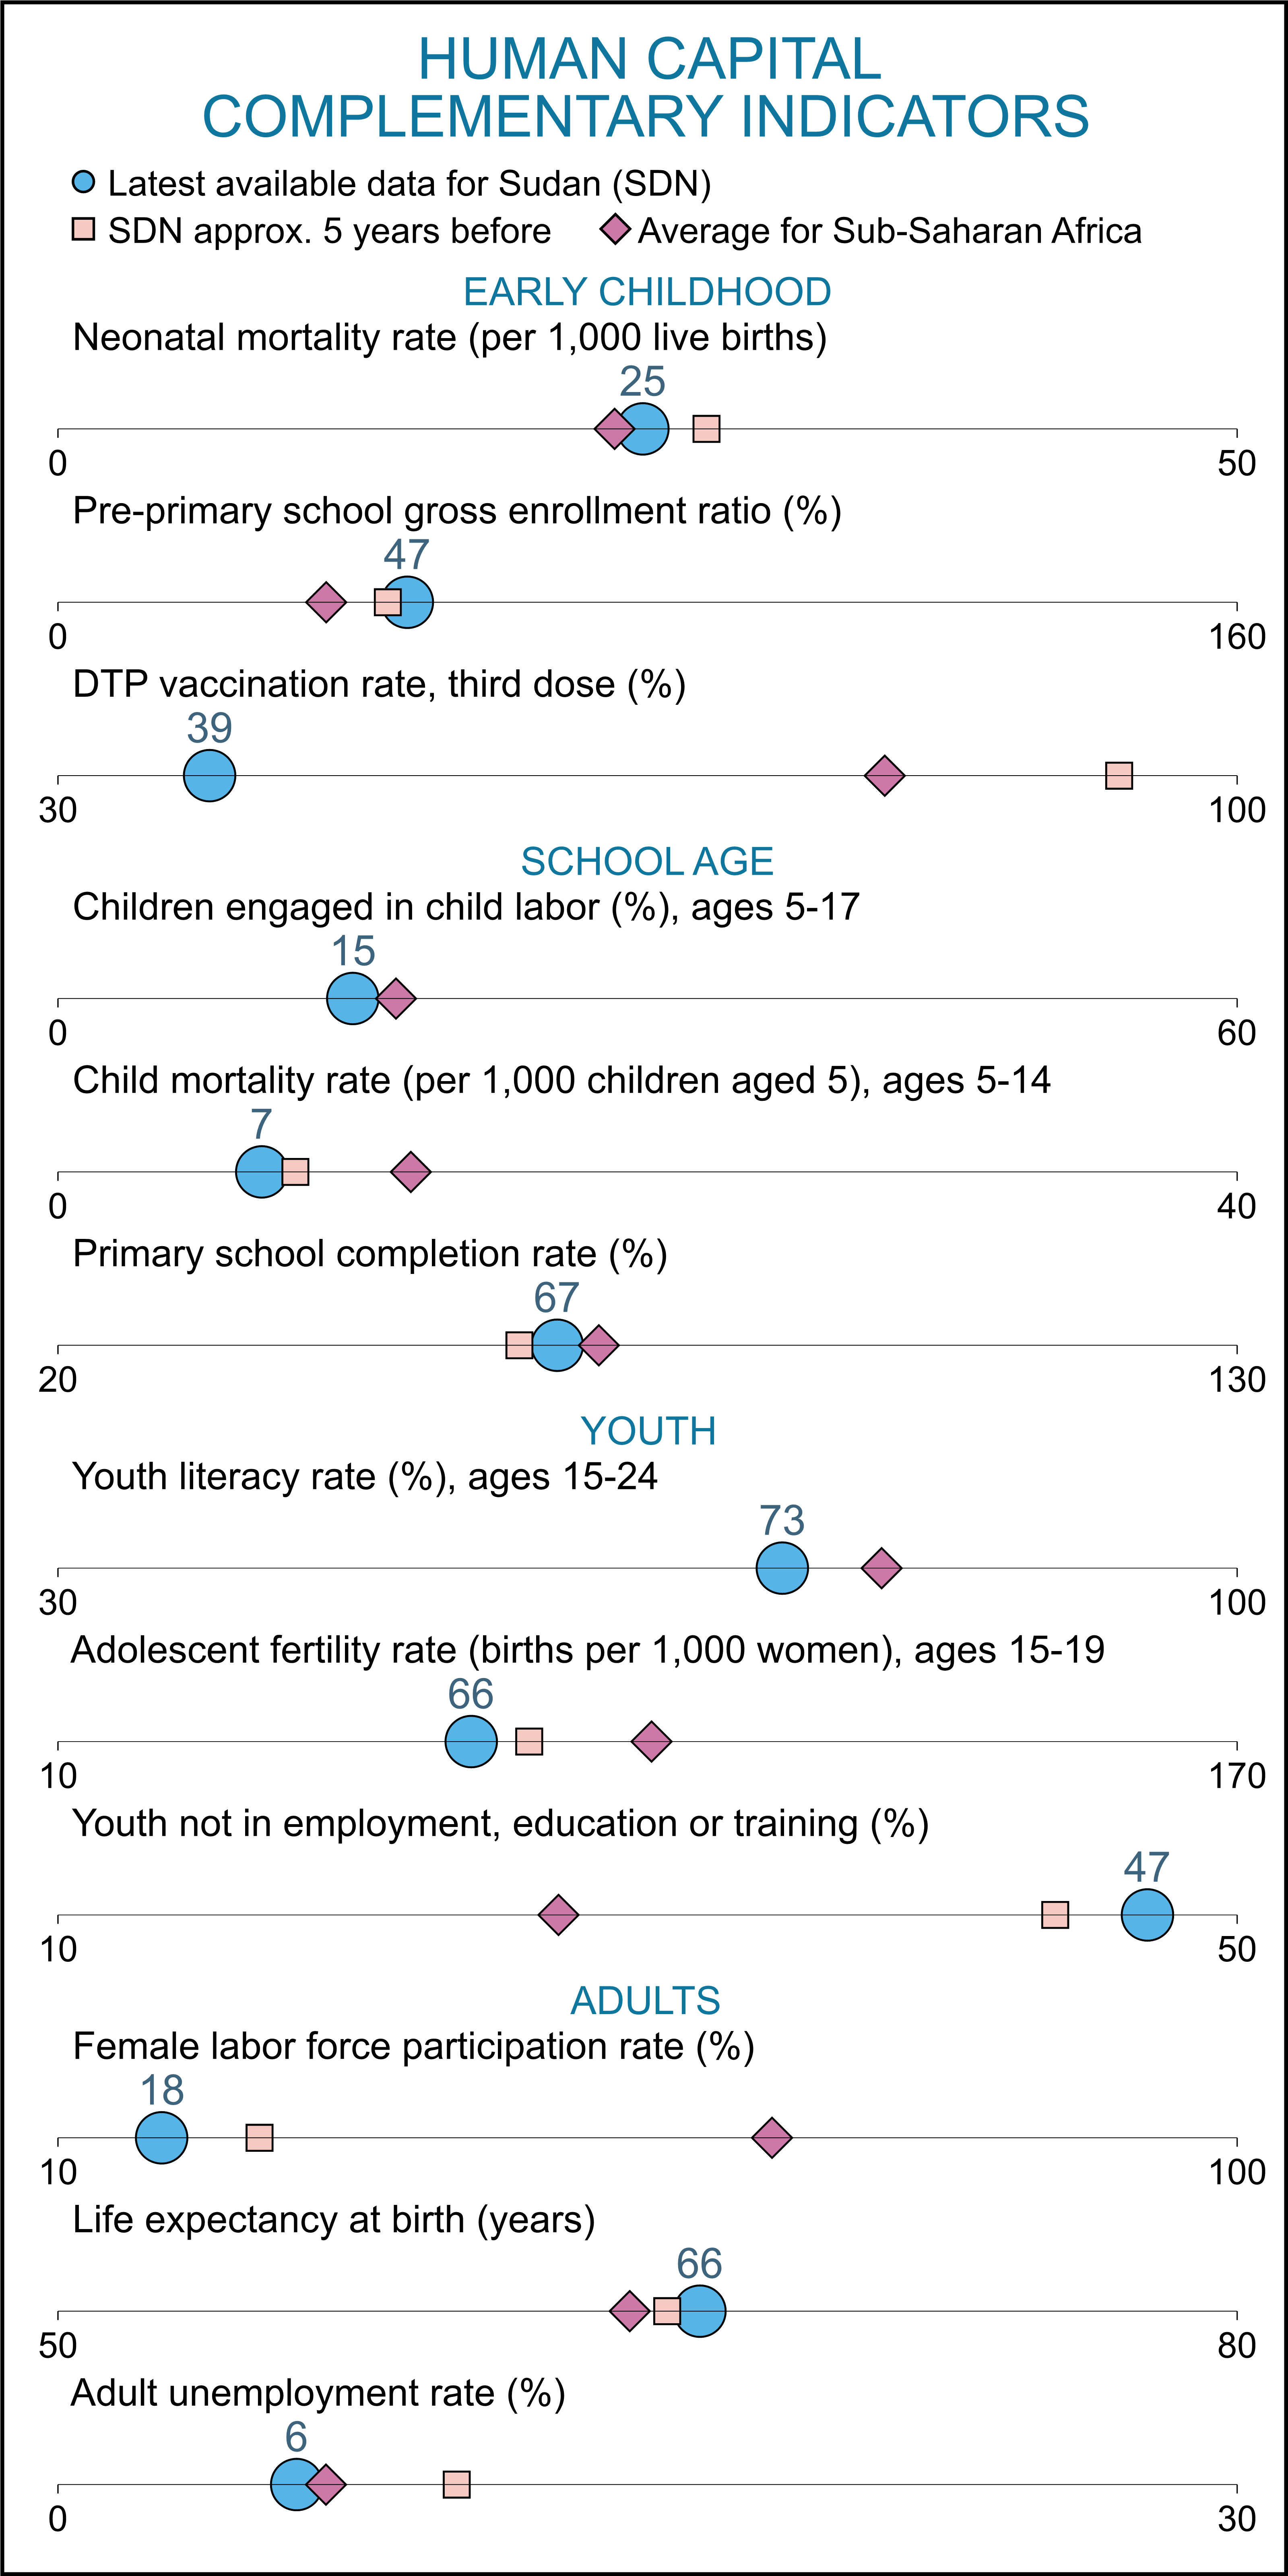 HUMAN CAPITAL
COMPLEMENTARY INDICATORS
Latest available data for Sudan (SDN)
SDN approx. 5 years before
Average for Sub-Saharan Africa
EARLY CHILDHOOD
Neonatal mortality rate (per 1,000 live births)
25
0
50
Pre-primary school gross enrollment ratio (%)
47
0
160
DTP vaccination rate, third dose (%)
39
30
100
SCHOOL AGE
Children engaged in child labor (%), ages 5-17
15
0
60
Child mortality rate (per 1,000 children aged 5), ages 5-14
7
0
40
Primary school completion rate (%)
67
20
130
YOUTH
Youth literacy rate (%), ages 15-24
73
30
100
Adolescent fertility rate (births per 1,000 women), ages 15-19
66
10
170
Youth not in employment, education or training (%)
47
10
50
ADULTS
Female labor force participation rate (%)
18
10
100
Life expectancy at birth (years)
66
50
80
Adult unemployment rate (%)
6
0
30